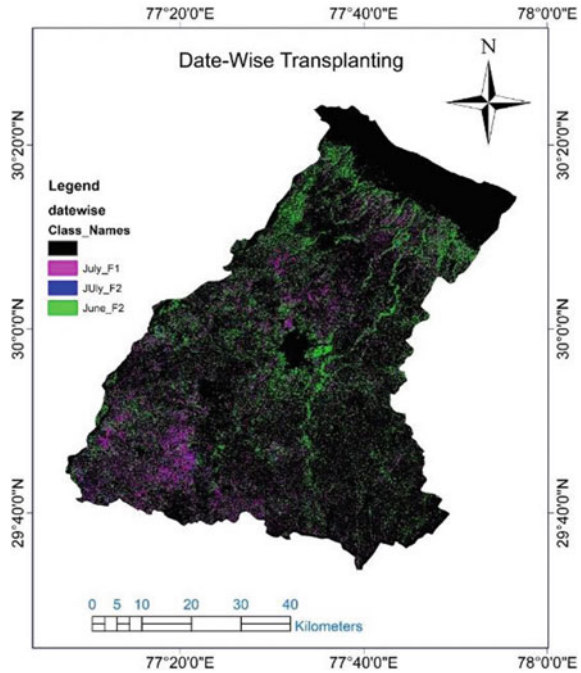 77°20'0"E 77°40'0"E 78°0'0"E
Date-Wise Transplanting
N
30°20'0"N
30°20'0"N
Legend
datewise
Class_Names
July_F1
JUly_F2
June_F2
30°0'0"N
30°0'0"N
29°40'0"N
29°40'0"N
0 5 10 20 30 40
Kilometers
77°20'0"E 77°40'0"E 78°0'0"E